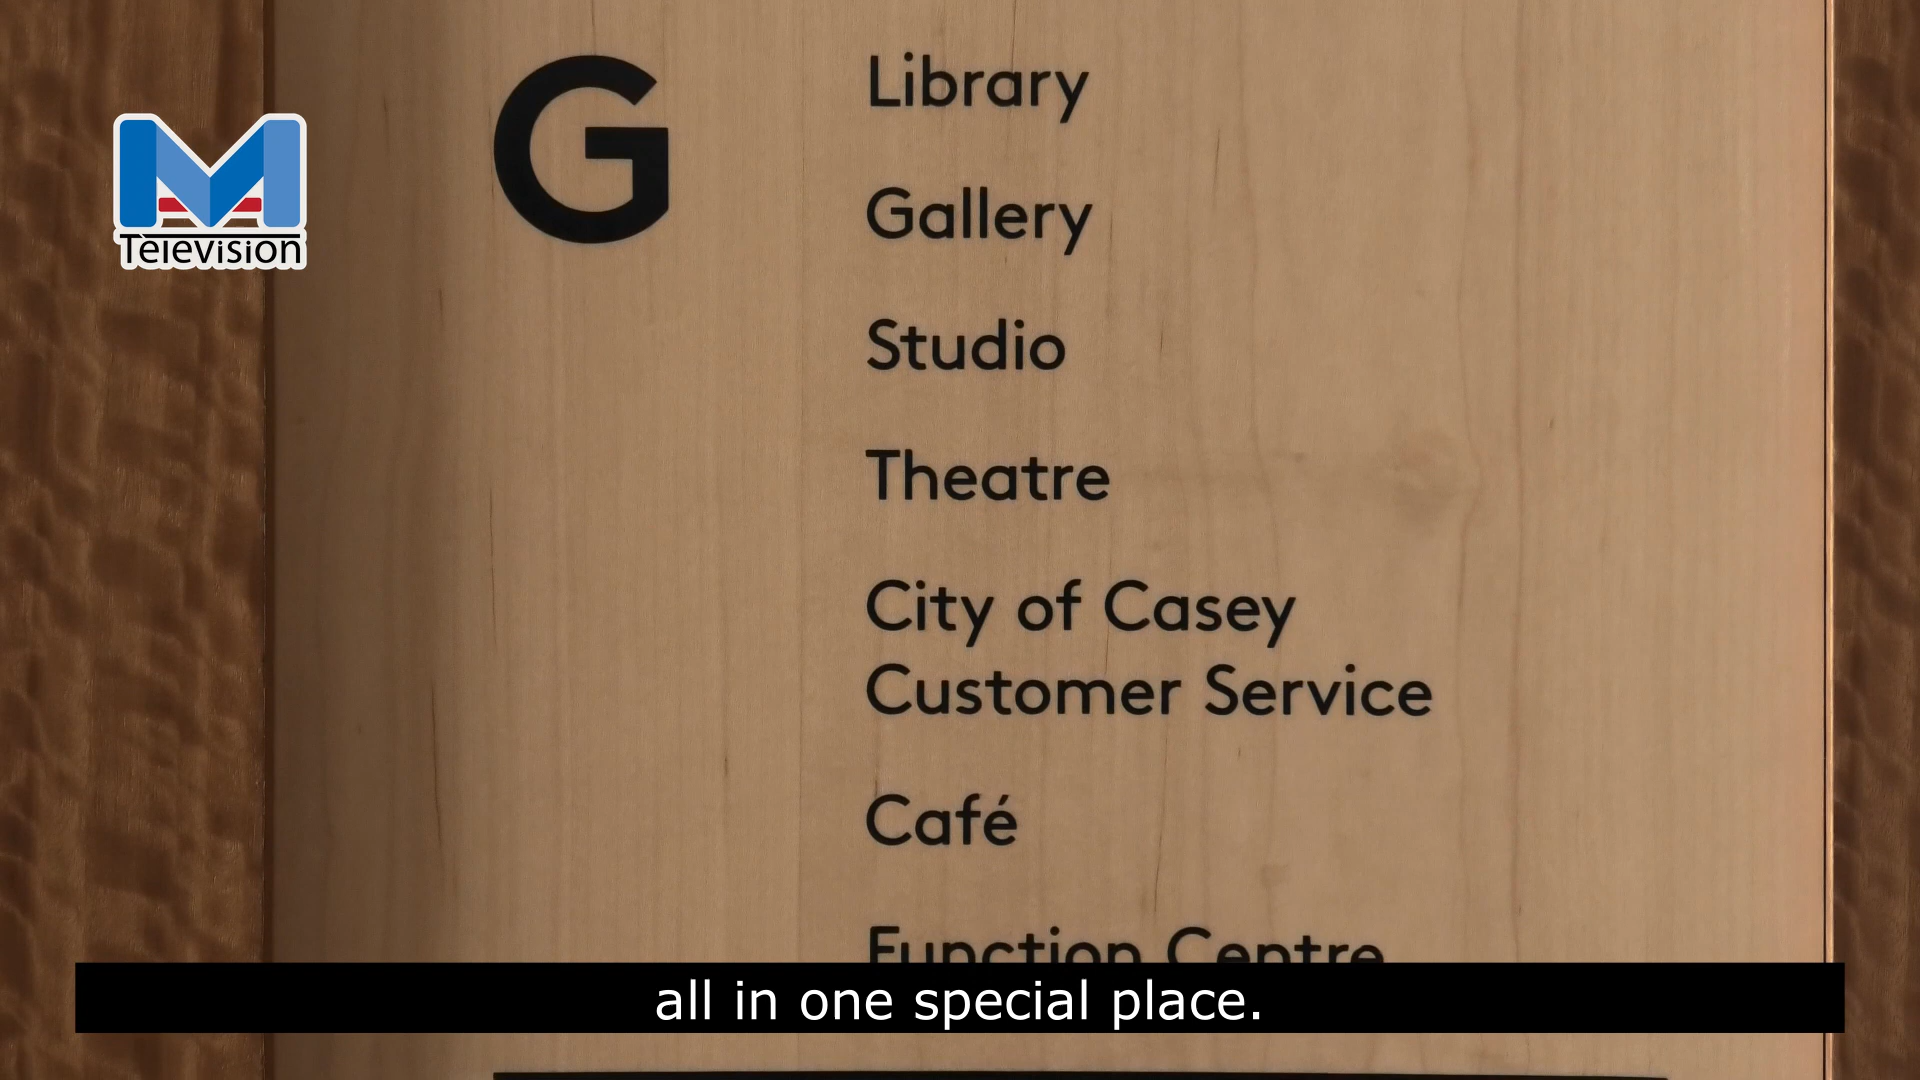 G
Library
Gallery
Studio
Theatre
City of Casey
Customer Service
Café
Function Centre
M
Television
all in one special place.